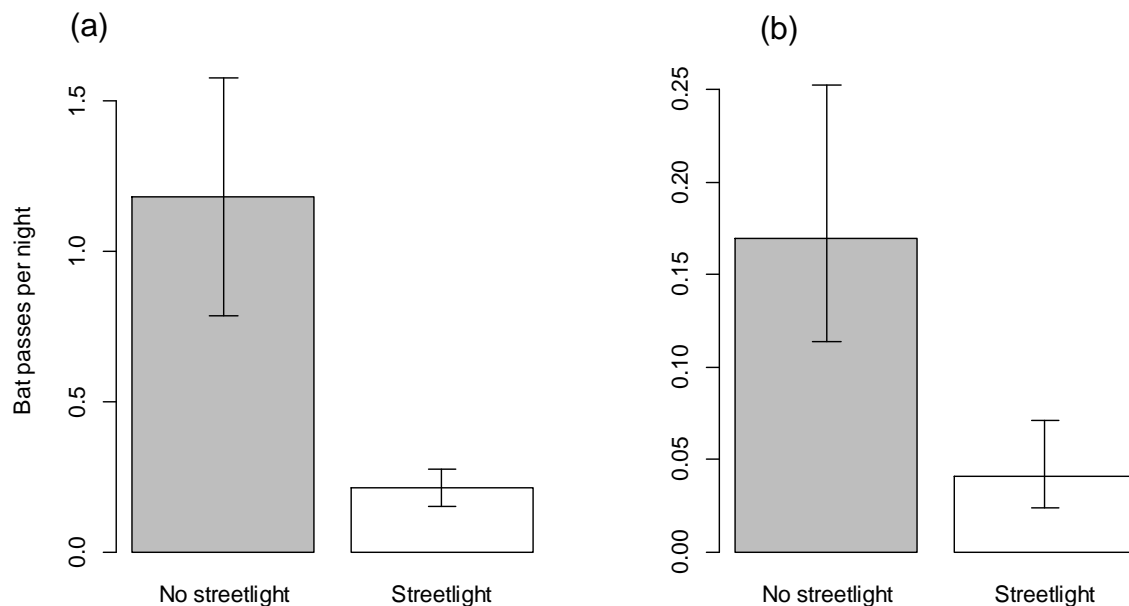 (a)
Bat passes per night
1.5
1.0
0.5
0.0
No streetlight
Streetlight
(b)
0.25
0.20
0.15
0.10
0.05
0.00
No streetlight
Streetlight